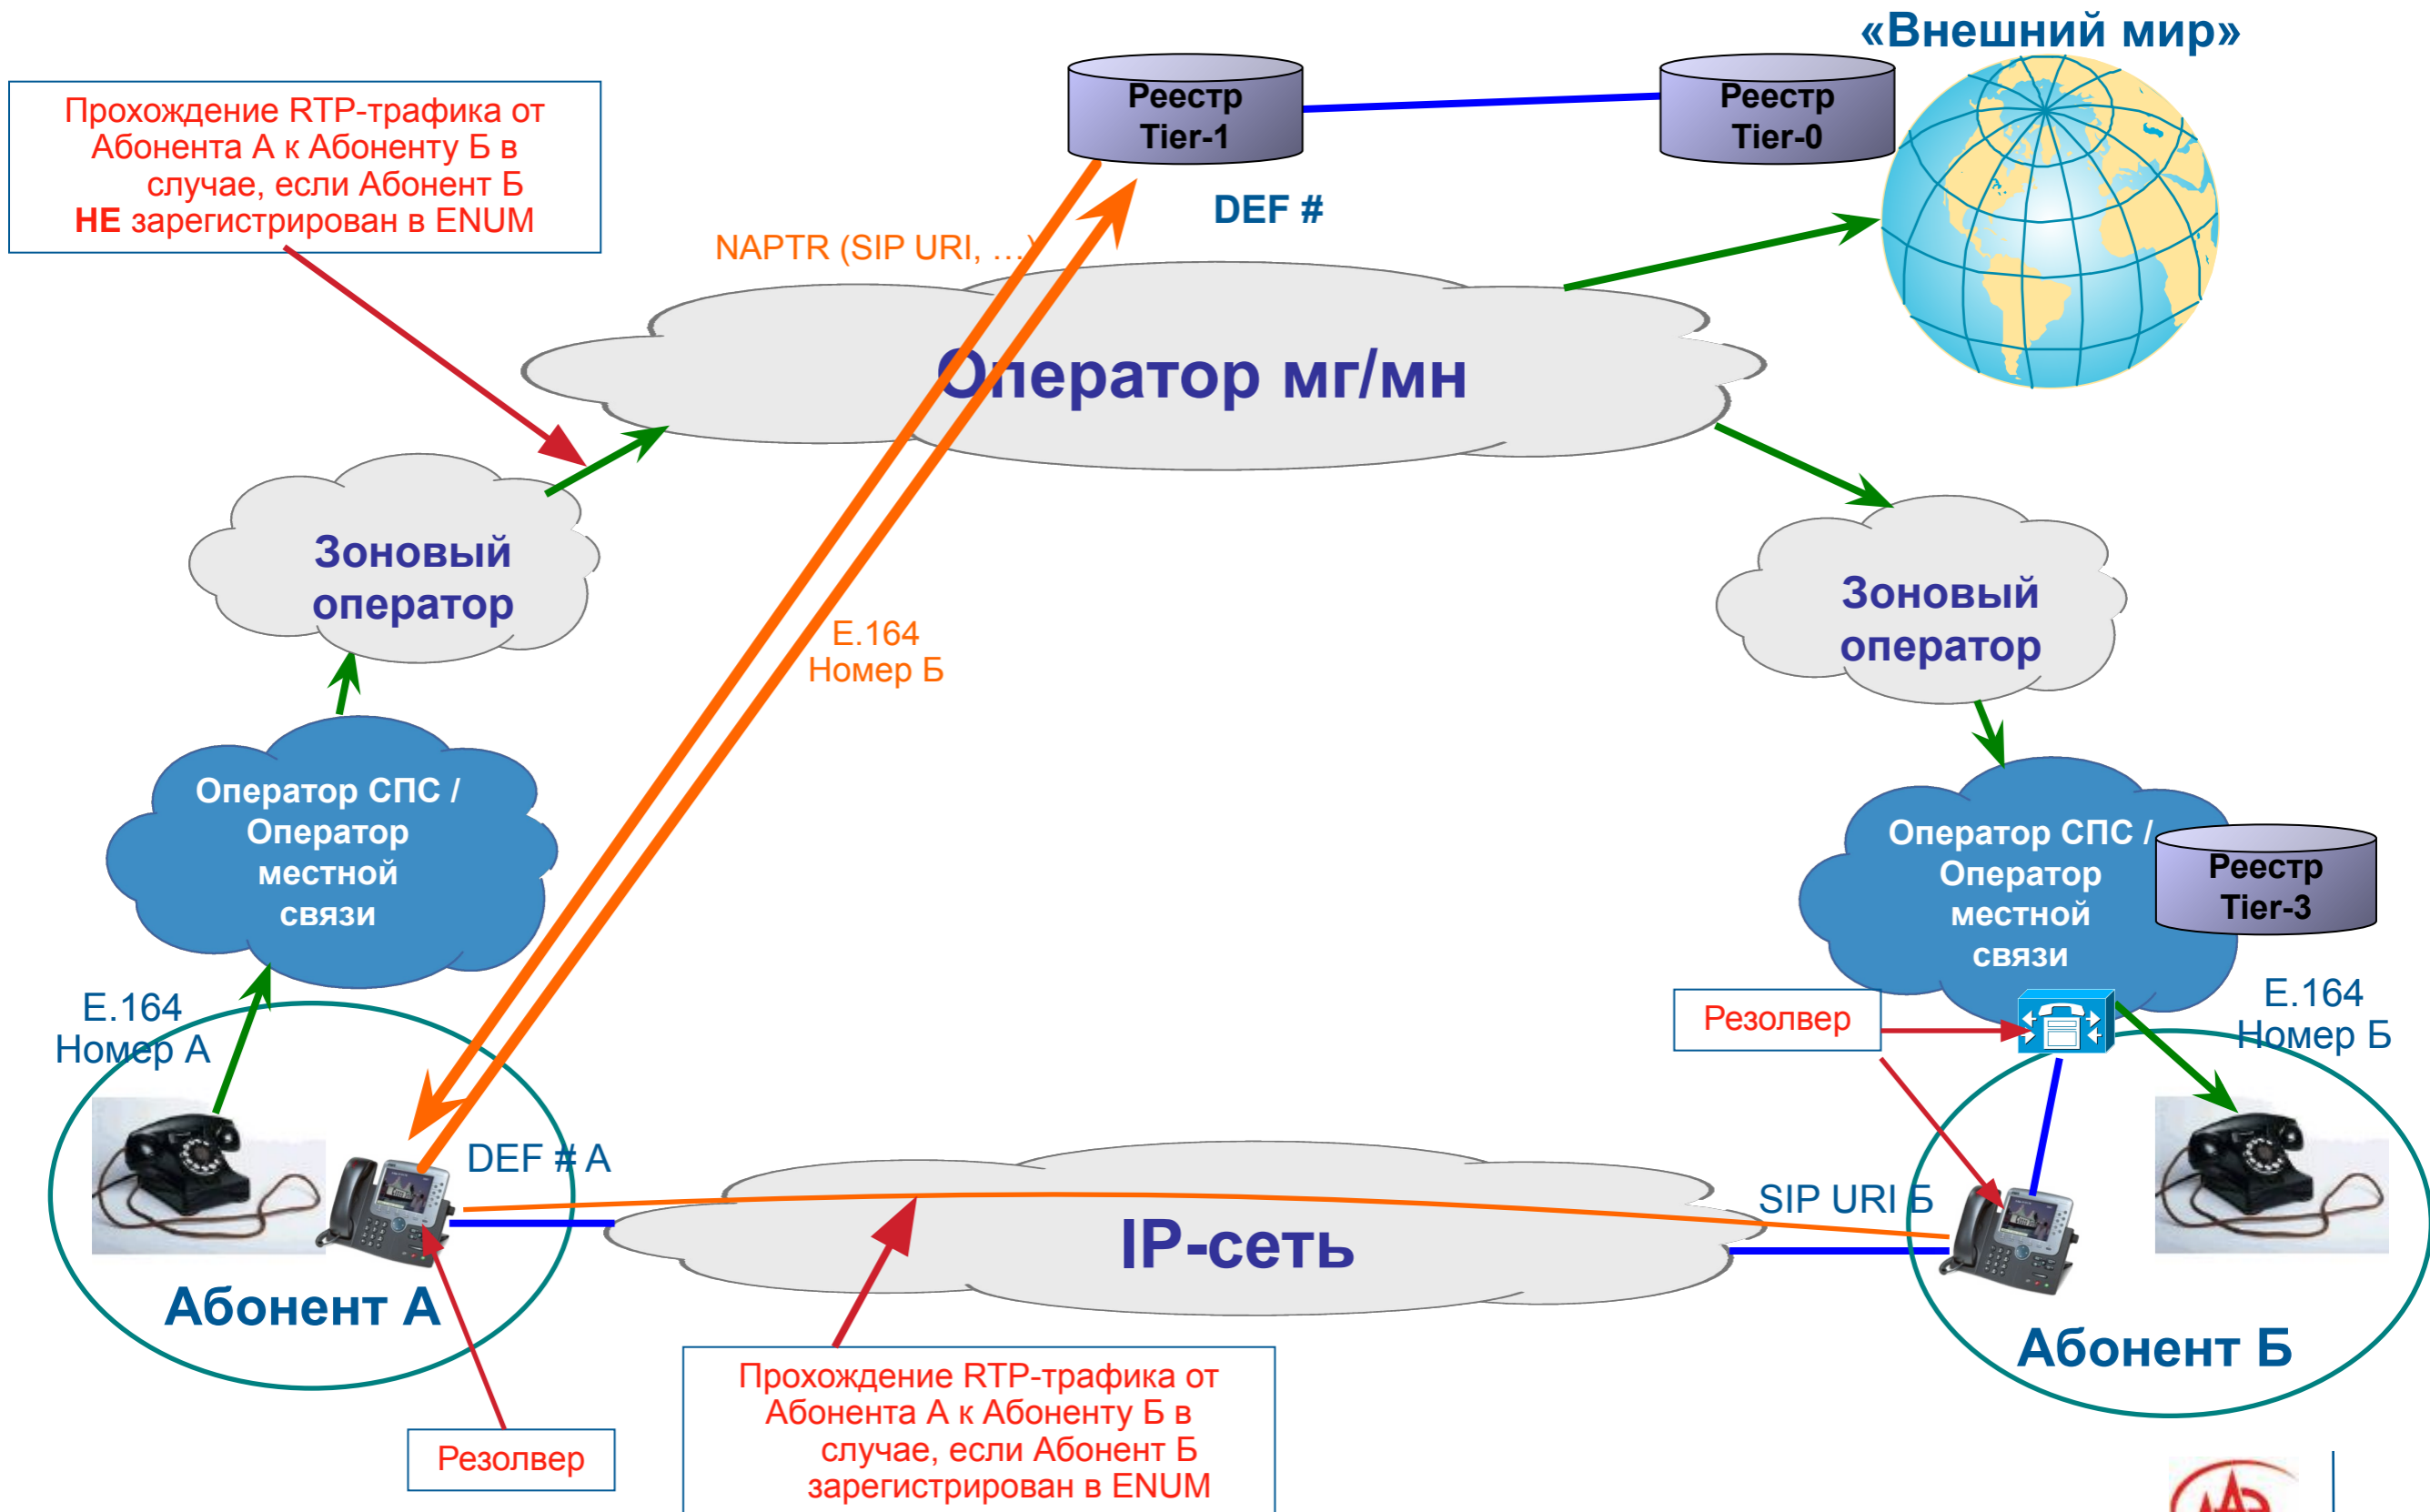 «Внешний мир»
Прохождение RTP-трафика от
Абонента А к Абоненту Б в
случае, если Абонент Б
НЕ зарегистрирован в ENUM
Реестр
Tier-1
Реестр
Tier-0
DEF #
NAPTR (SIP URI, …)
Оператор мг/мн
Зоновый
оператор
Зоновый
оператор
E.164
Номер Б
Оператор СПС /
Оператор
местной
связи
Оператор СПС /
Оператор
местной
связи
Реестр
Tier-3
E.164
Номер А
Резолвер
E.164
Номер Б
DEF # А
SIP URI Б
IP-сеть
Абонент А
Абонент Б
Прохождение RTP-трафика от
Абонента А к Абоненту Б в
случае, если Абонент Б
зарегистрирован в ENUM
Резолвер